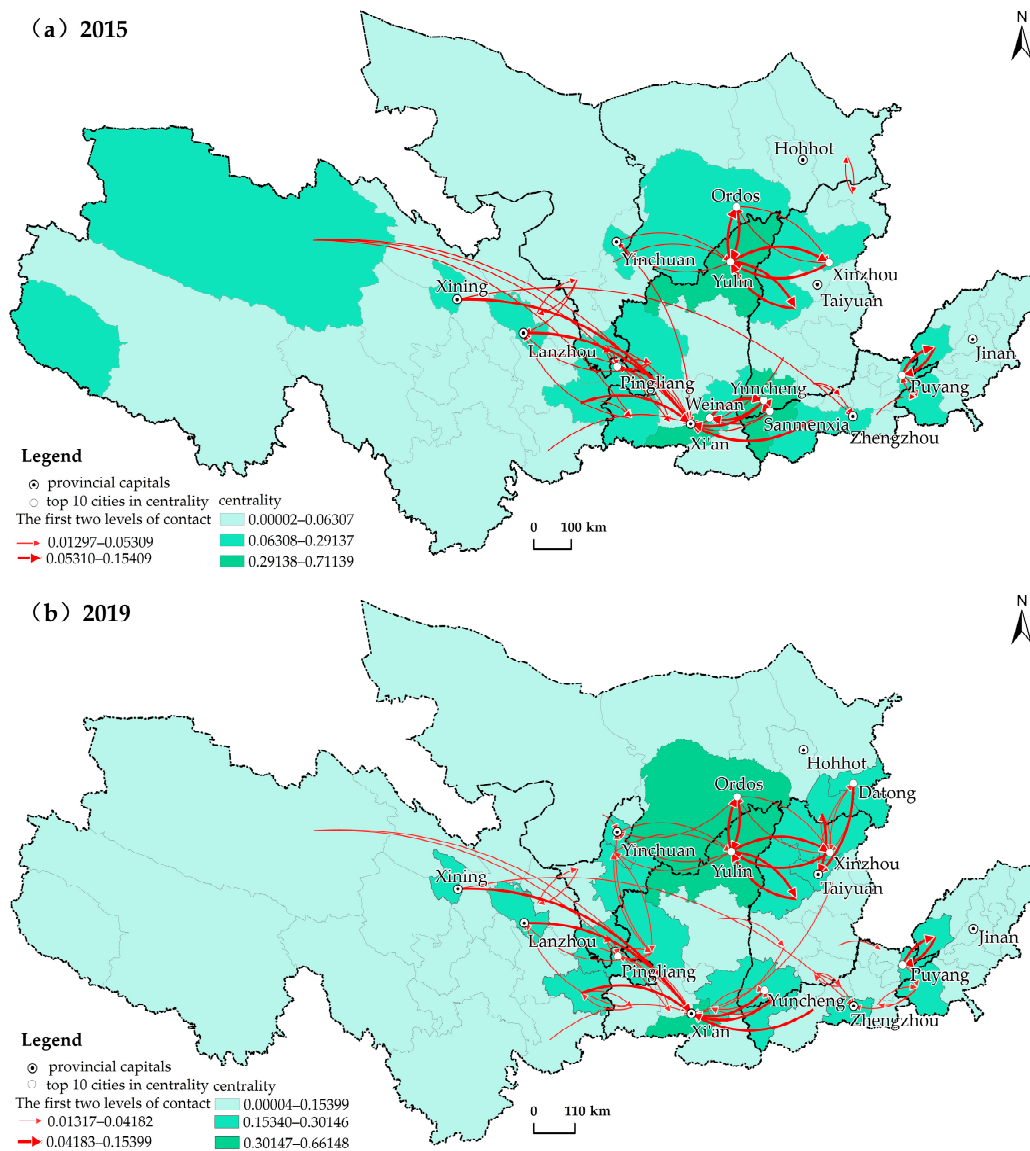 （a）2015
N
Hohhot
Ordos
Yinchuan
Xinzhou
Yulin
Xining
Taiyuan
Lanzhou
Jinan
Pingliang
Puyang
Yuncheng
Weinan
Sanmenxia
Xi'an
Zhengzhou
Legend
provincial capitals
top 10 cities in centrality
centrality
The first two levels of contact
0.00002–0.06307
0.01297–0.05309
0.06308–0.29137
0.05310–0.15409
0.29138–0.71139
0 100 km
（b）2019
N
Hohhot
Ordos
Datong
Yinchuan
Xinzhou
Yulin
Taiyuan
Xining
Lanzhou
Jinan
Pingliang
Puyang
Yuncheng
Zhengzhou
Xi'an
Legend
provincial capitals
top 10 cities in centrality
centrality
The first two levels of contact
0.00004–0.15399
0.01317–0.04182
0.15340–0.30146
0.04183–0.15399
0.30147–0.66148
0 110 km